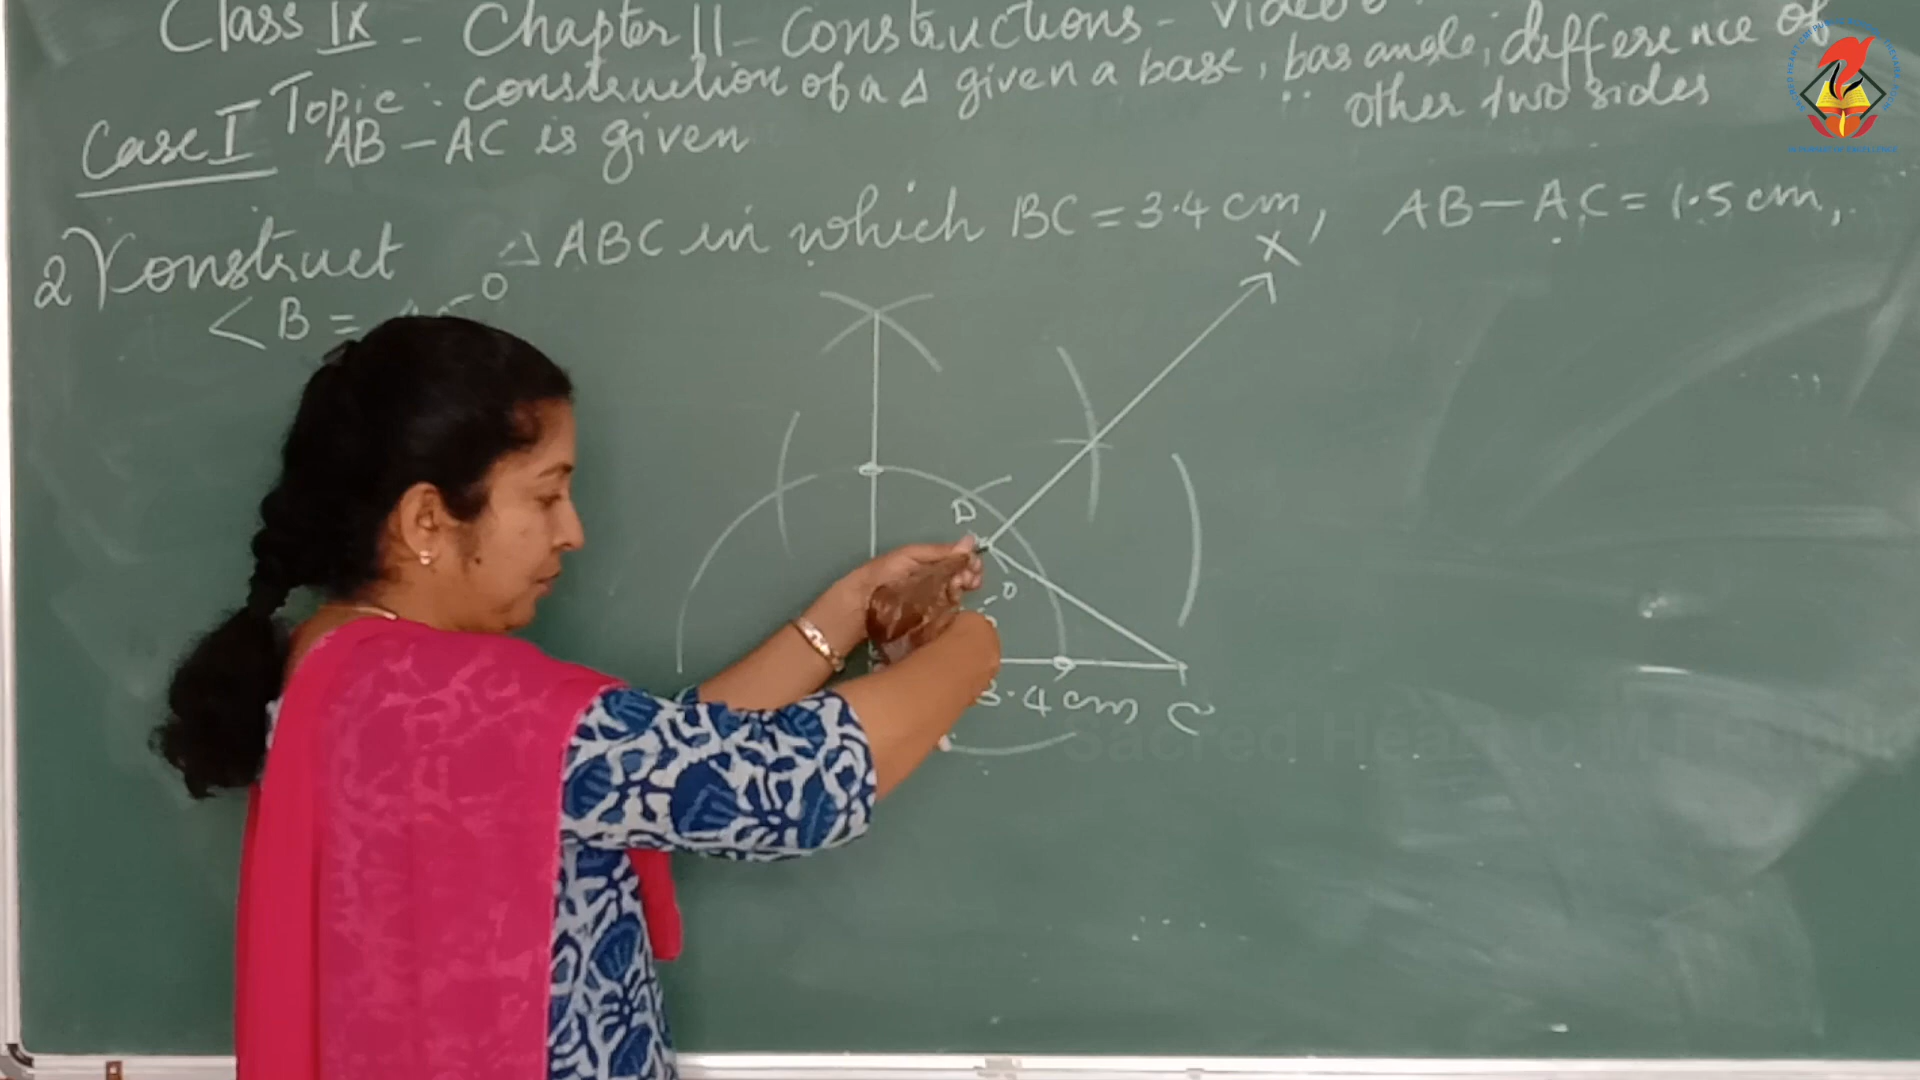 Class IX - Chapter 11 - Constructions - Video
Topic : construction of a Δ given a base, bas angle, difference of
other two sides
Case I AB - AC is given
2) Construct Δ ABC in which BC = 3.4 cm, AB - AC = 1.5 cm,
< B =
X
D
3.4 cm C
Sacred Heart C M I Public